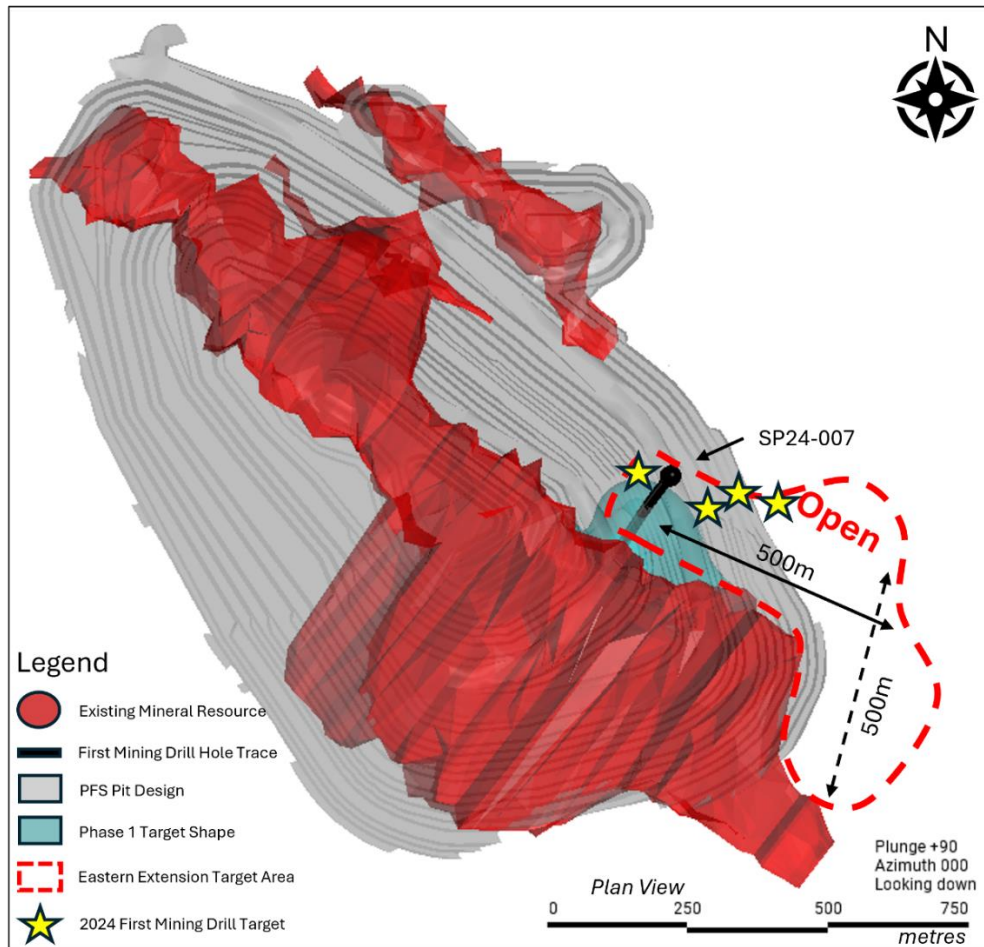 N
SP24-007
Open
500m
500m
Legend
Existing Mineral Resource
First Mining Drill Hole Trace
PFS Pit Design
Phase 1 Target Shape
Eastern Extension Target Area
2024 First Mining Drill Target
Plunge +90
Azimuth 000
Looking down
Plan View
0 250 500 750
metres